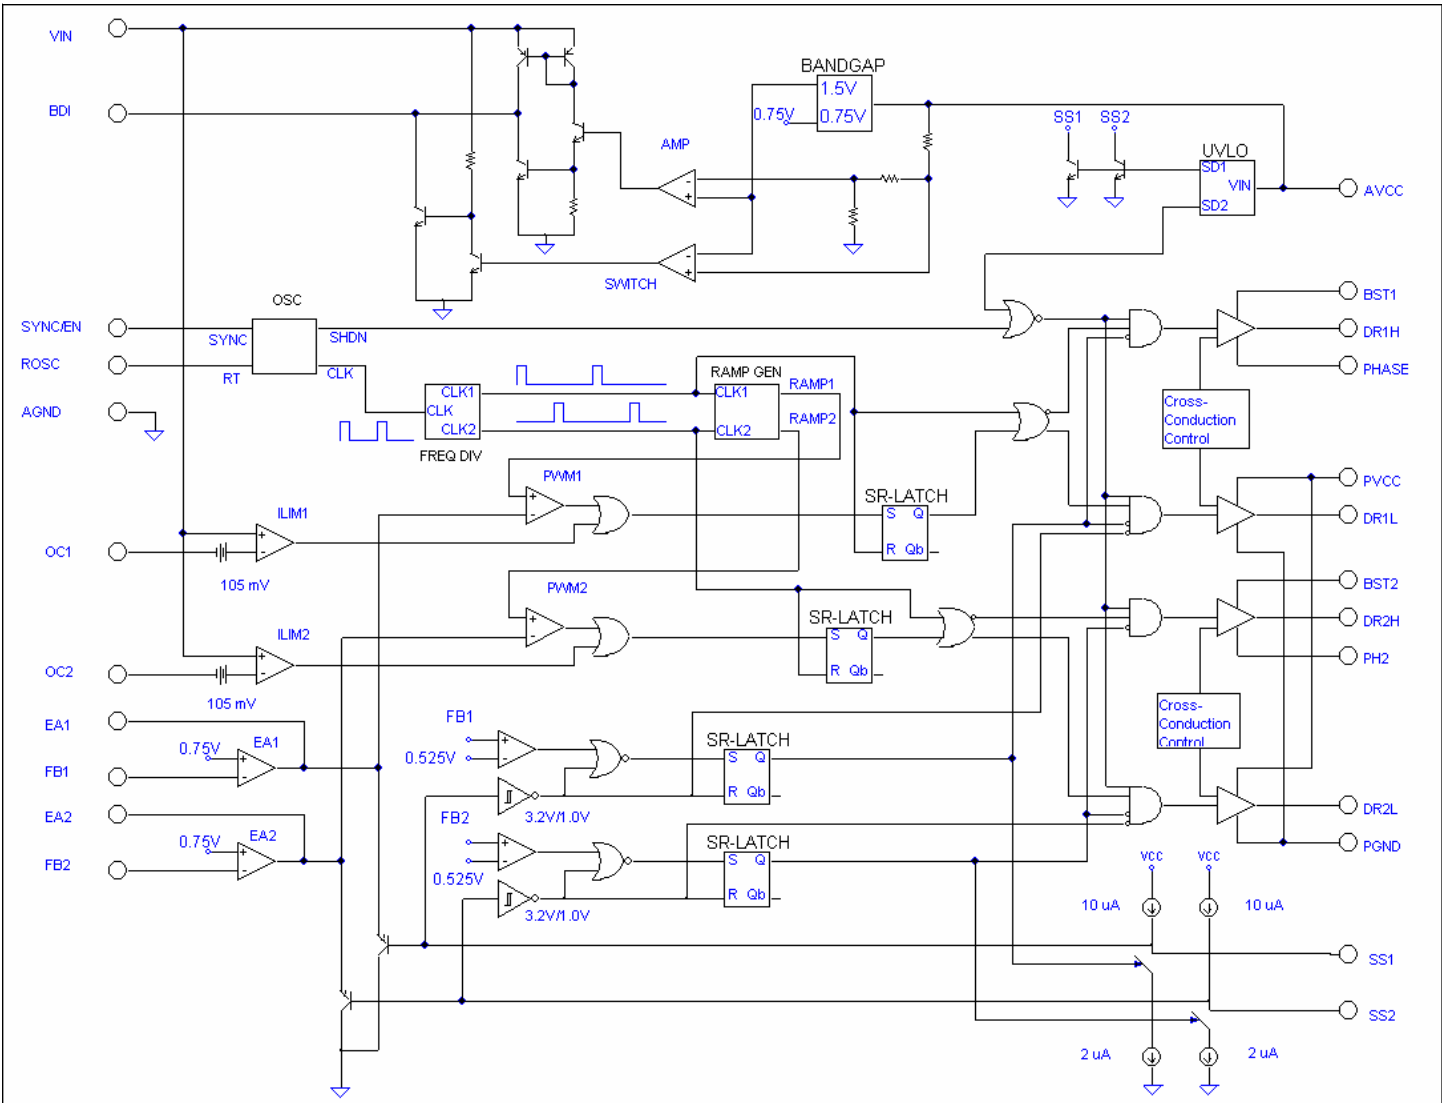 VIN
BDI
BANDGAP
1.5V
0.75V
0.75V
AMP
SS1
SS2
UVLO
SD1
VIN
SD2
AVCC
SWITCH
OSC
SYNC/EN
SYNC
SHDN
ROSC
RT
CLK
AGND
BST1
DR1H
PHASE
CLK1
CLK
CLK2
FREQ DIV
RAMP GEN
CLK1
CLK2
RAMP1
RAMP2
Cross-
Conduction
Control
PWM1
SR-LATCH
S Q
R Qb
PVCC
DR1L
ILIM1
OC1
105 mV
PWM2
SR-LATCH
S Q
R Qb
BST2
DR2H
PH2
ILIM2
OC2
105 mV
EA1
0.75V
EA1
FB1
EA2
0.75V
EA2
FB2
FB1
0.525V
3.2V/1.0V
SR-LATCH
S Q
R Qb
Cross-
Conduction
Control
FB2
0.525V
3.2V/1.0V
SR-LATCH
S Q
R Qb
DR2L
PGND
VCC
VCC
10 uA
10 uA
SS1
SS2
2 uA
2 uA